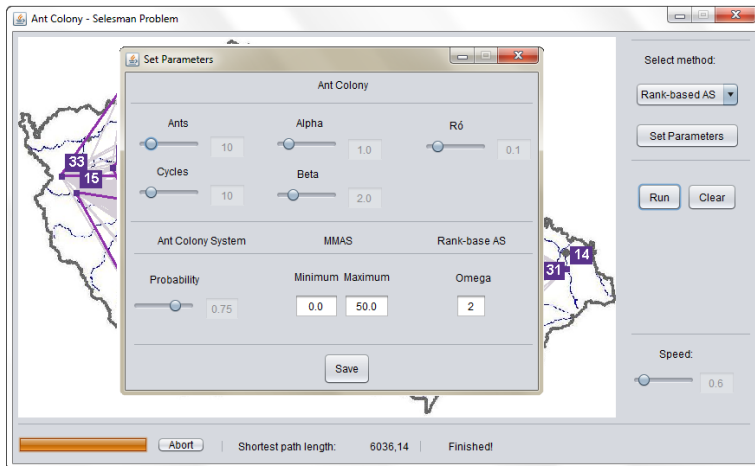 Ant Colony - Selesman Problem
Set Parameters
Ant Colony
Ants
Alpha
Ró
10
1.0
0.1
Cycles
Beta
10
2.0
Ant Colony System
MMAS
Rank-base AS
Probability
Minimum Maximum
Omega
0.75
0.0
50.0
2
Save
33
15
14
31
Select method:
Rank-based AS
Set Parameters
Run
Clear
Speed:
0.6
Abort
Shortest path length:
6036,14
Finished!